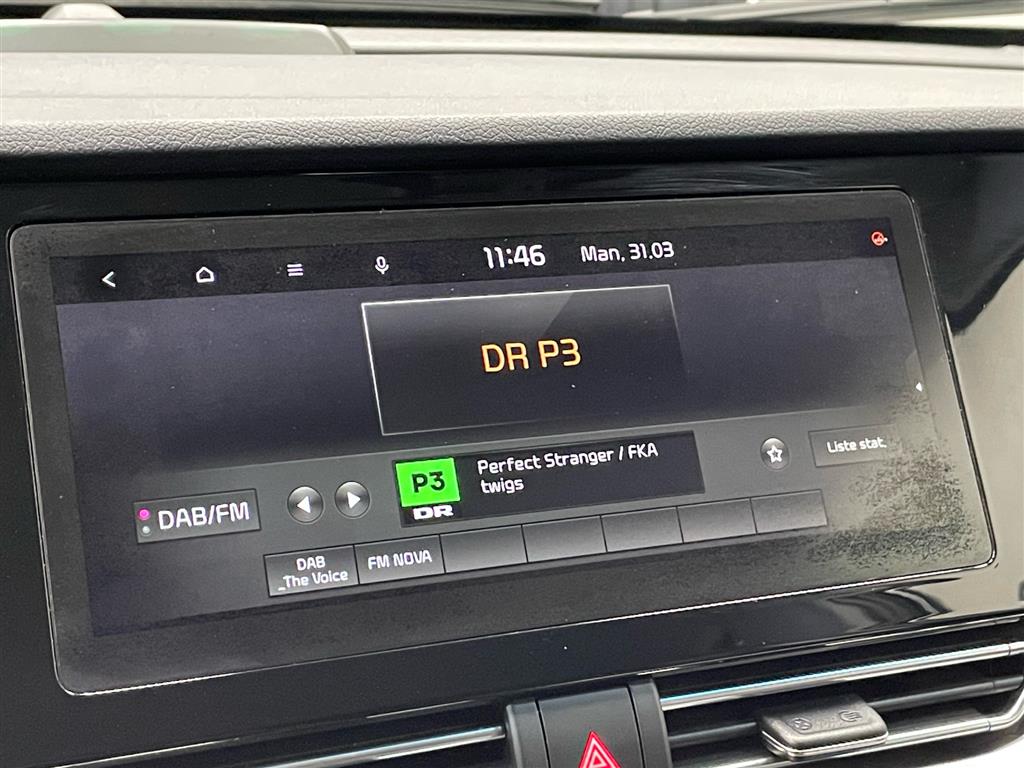 11:46 Man, 31.03
DR P3
Liste stat.
P3
DR
Perfect Stranger / FKA
twigs
DAB/FM
DAB
_The Voice
FM NOVA